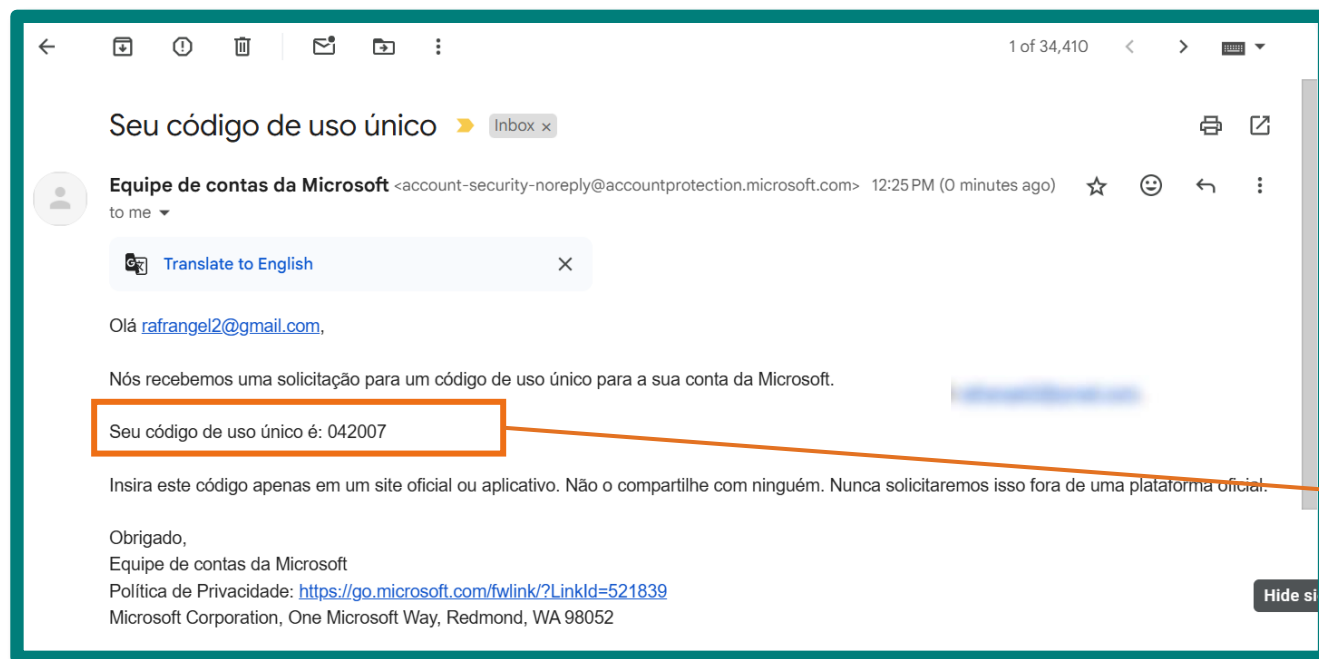 1 of 34,410
Seu código de uso único Inbox x
Equipe de contas da Microsoft <account-security-noreply@accountprotection.microsoft.com> 12:25 PM (0 minutes ago)
to me
Translate to English
Olá rafrangel2@gmail.com,
Nós recebemos uma solicitação para um código de uso único para a sua conta da Microsoft.
Seu código de uso único é: 042007
Insira este código apenas em um site oficial ou aplicativo. Não o compartilhe com ninguém. Nunca solicitaremos isso fora de uma plataforma oficial.
Obrigado,
Equipe de contas da Microsoft
Política de Privacidade: https://go.microsoft.com/fwlink/?LinkId=521839
Microsoft Corporation, One Microsoft Way, Redmond, WA 98052
Hide si